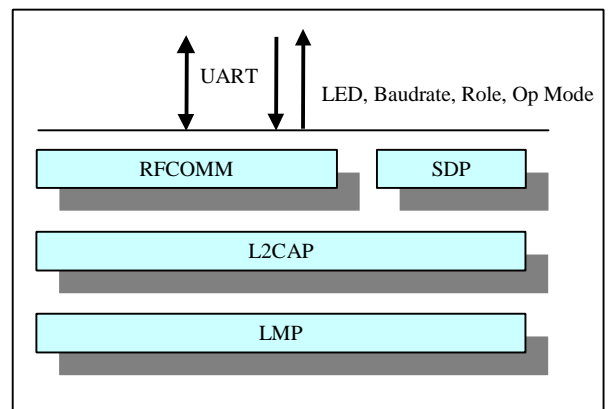 UART
LED, Baudrate, Role, Op Mode
RFCOMM
SDP
L2CAP
LMP